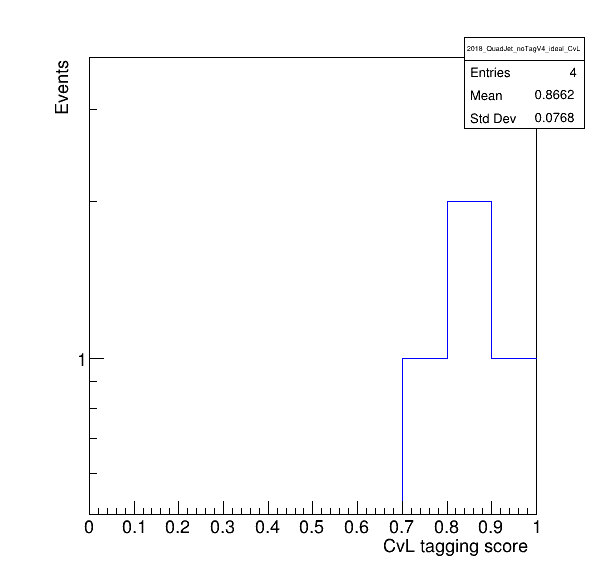 2018_QuadJet_noTagV4_ideal_CvL
Entries 4
Mean 0.8662
Std Dev 0.0768
Events
1
0 0.1 0.2 0.3 0.4 0.5 0.6 0.7 0.8 0.9 1
CvL tagging score